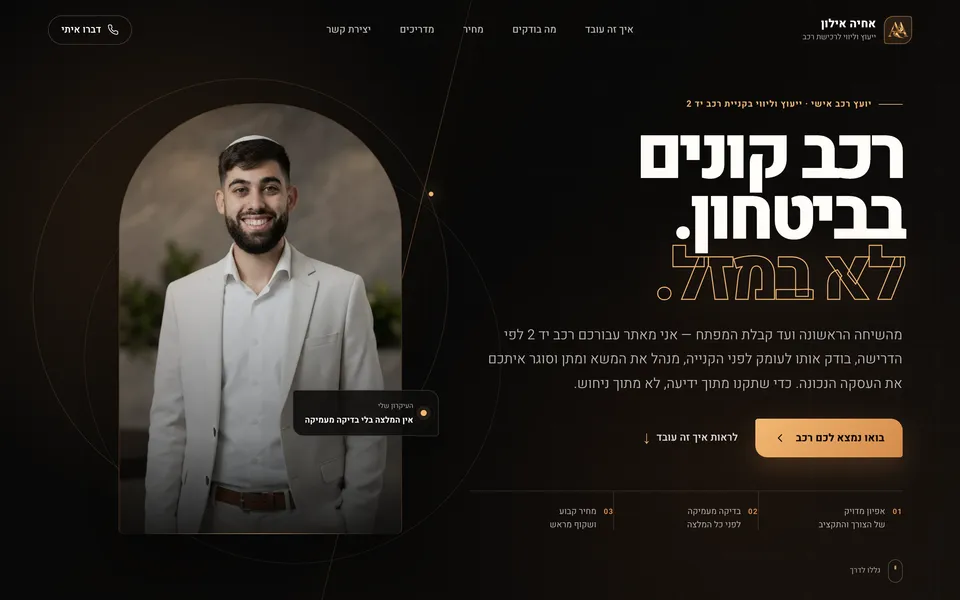 אחיה אילון
ייעוץ וליווי לרכישת רכב
איך זה עובד
מה בודקים
מחיר
מדריכים
יצירת קשר
דברו איתי
יועץ רכב אישי · ייעוץ וליווי בקניית רכב יד 2
רכב קונים
בביטחון.
לא במזל.
מהשיחה הראשונה ועד קבלת המפתח — אני מאתר עבורכם רכב יד 2 לפי
הדרישה, בודק אותו לעומק לפני הקנייה, מנהל את המשא ומתן וסוגר איתכם
את העסקה הנכונה. כדי שתקנו מתוך ידיעה, לא מתוך ניחוש.
בואו נמצא לכם רכב
לראות איך זה עובד ↓
העיקרון שלי
אין המלצה בלי בדיקה מעמיקה
01 אפיון מדויק
של הצורך והתקציב
02 בדיקה מעמיקה
לפני כל המלצה
03 מחיר קבוע
ושקוף מראש
גללו לדרך